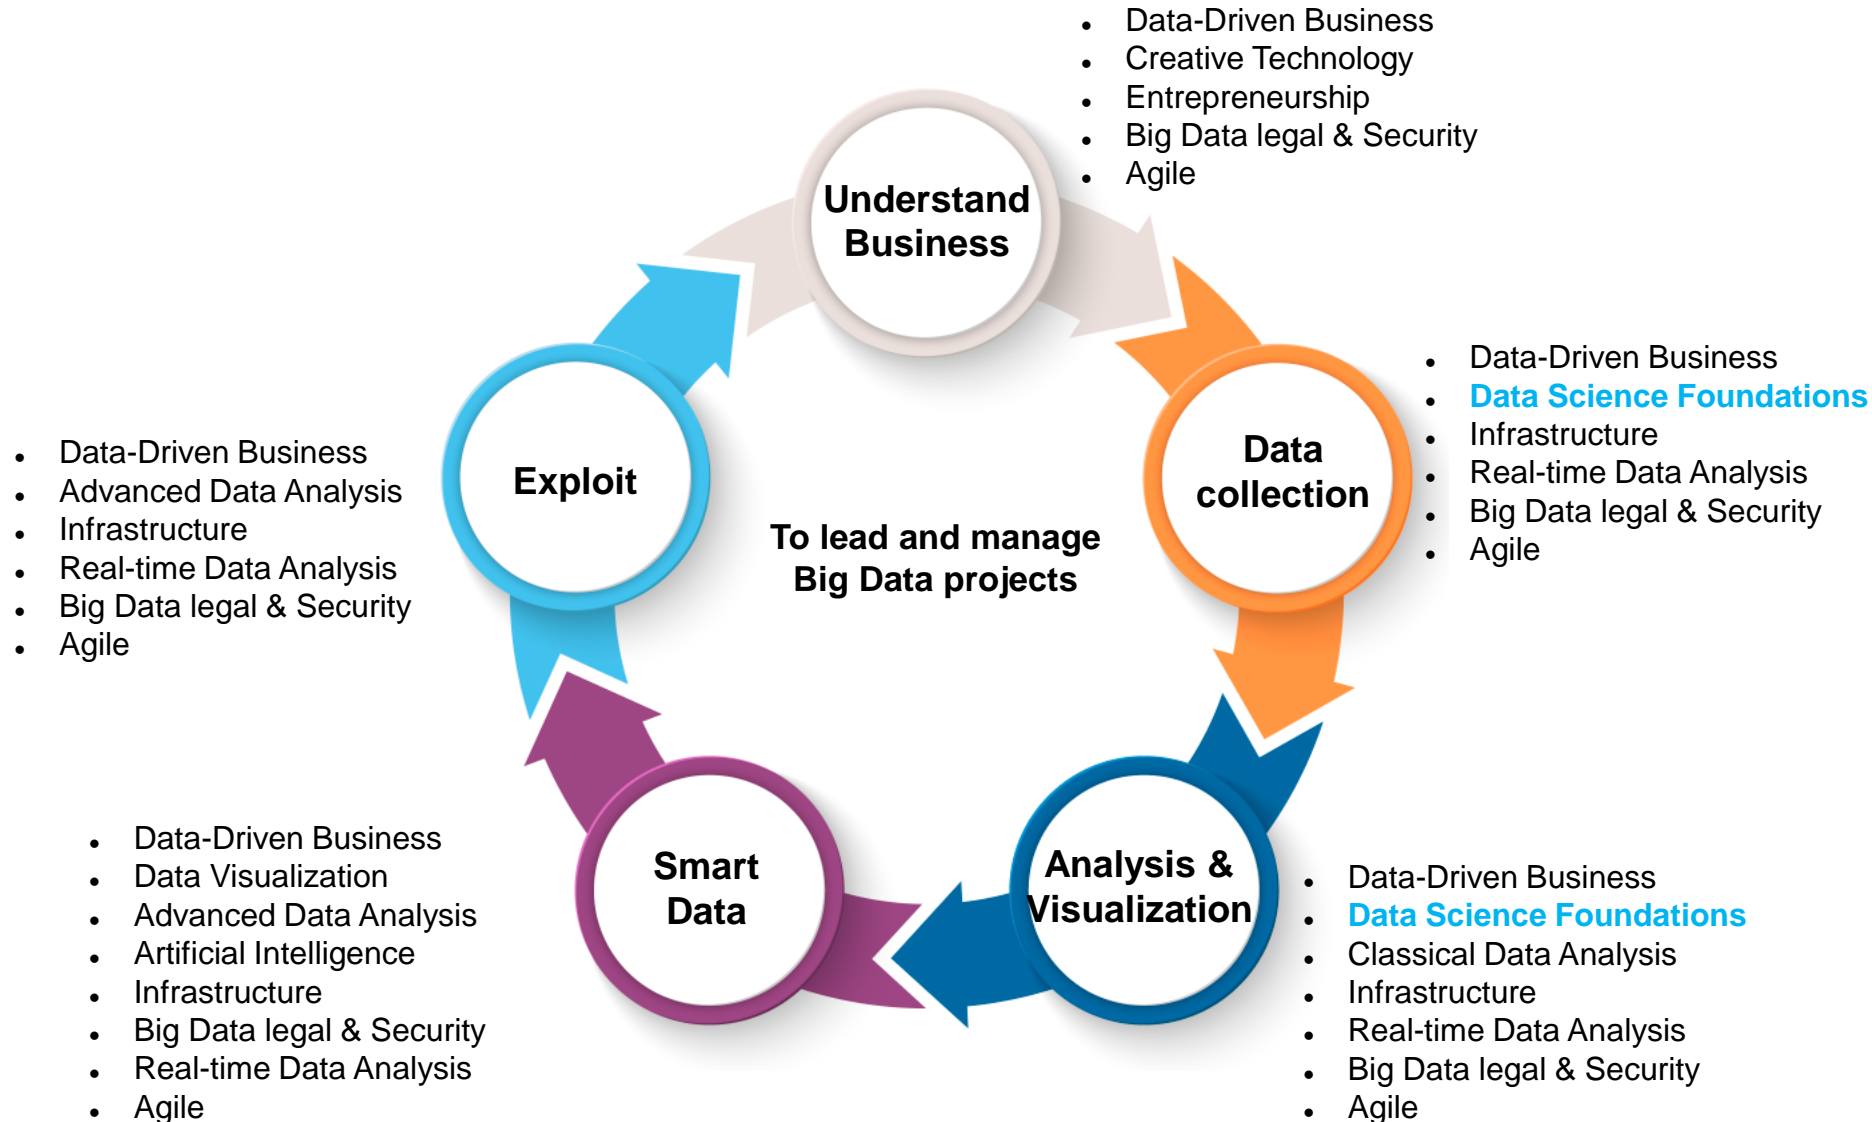 Data-Driven Business
Creative Technology
Entrepreneurship
Big Data legal & Security
Agile
Understand
Business
Data-Driven Business
Data Science Foundations
Infrastructure
Real-time Data Analysis
Big Data legal & Security
Agile
Data
collection
Exploit
Data-Driven Business
Advanced Data Analysis
Infrastructure
Real-time Data Analysis
Big Data legal & Security
Agile
To lead and manage
Big Data projects
Smart
Data
Data-Driven Business
Data Visualization
Advanced Data Analysis
Artificial Intelligence
Infrastructure
Big Data legal & Security
Real-time Data Analysis
Agile
Analysis &
Visualization
Data-Driven Business
Data Science Foundations
Classical Data Analysis
Infrastructure
Real-time Data Analysis
Big Data legal & Security
Agile